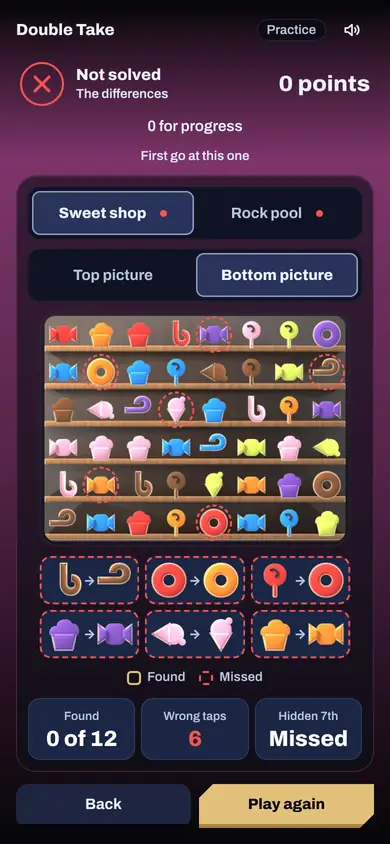 Double Take
Practice
Not solved
The differences
0 points
0 for progress
First go at this one
Sweet shop
Rock pool
Top picture
Bottom picture
Found
Missed
Found
0 of 12
Wrong taps
6
Hidden 7th
Missed
Back
Play again